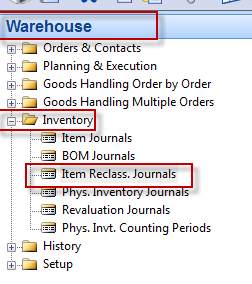 Warehouse
Orders & Contacts
Planning & Execution
Goods Handling Order by Order
Goods Handling Multiple Orders
Inventory
Item Journals
BOM Journals
Item Reclass. Journals
Phys. Inventory Journals
Revaluation Journals
Phys. Invt. Counting Periods
History
Setup